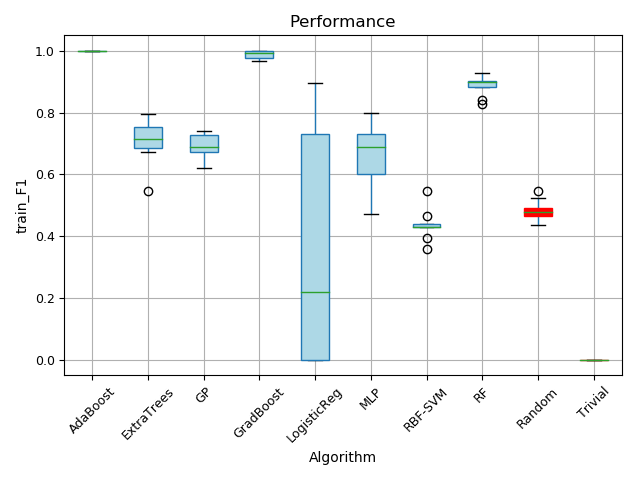 Performance
train_F1
1.0
0.8
0.6
0.4
0.2
0.0
AdaBoost
ExtraTrees
GP
GradBoost
LogisticReg
MLP
RBF-SVM
RF
Random
Trivial
Algorithm